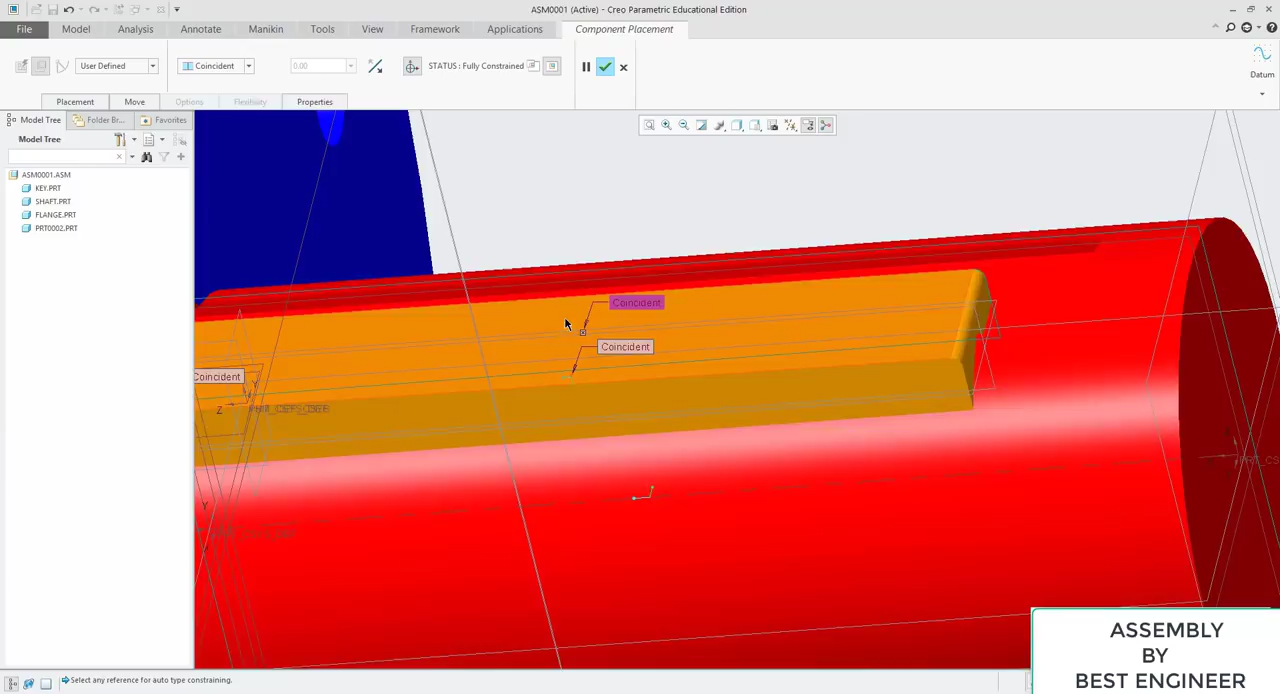 ASM0001 (Active) - Creo Parametric Educational Edition
File Model Analysis Annotate Manikin Tools View Framework Applications Component Placement
User Defined Coincident 0.00 STATUS : Fully Constrained
Datum
Placement Move Options Flexibility Properties
Model Tree Folder Br... Favorites
Model Tree
ASM0001.ASM
KEY.PRT
SHAFT.PRT
FLANGE.PRT
PRT0002.PRT
Coincident
Coincident
Coincident
Y
Z
Y
Select any reference for auto type constraining.
ASSEMBLY
BY
BEST ENGINEER